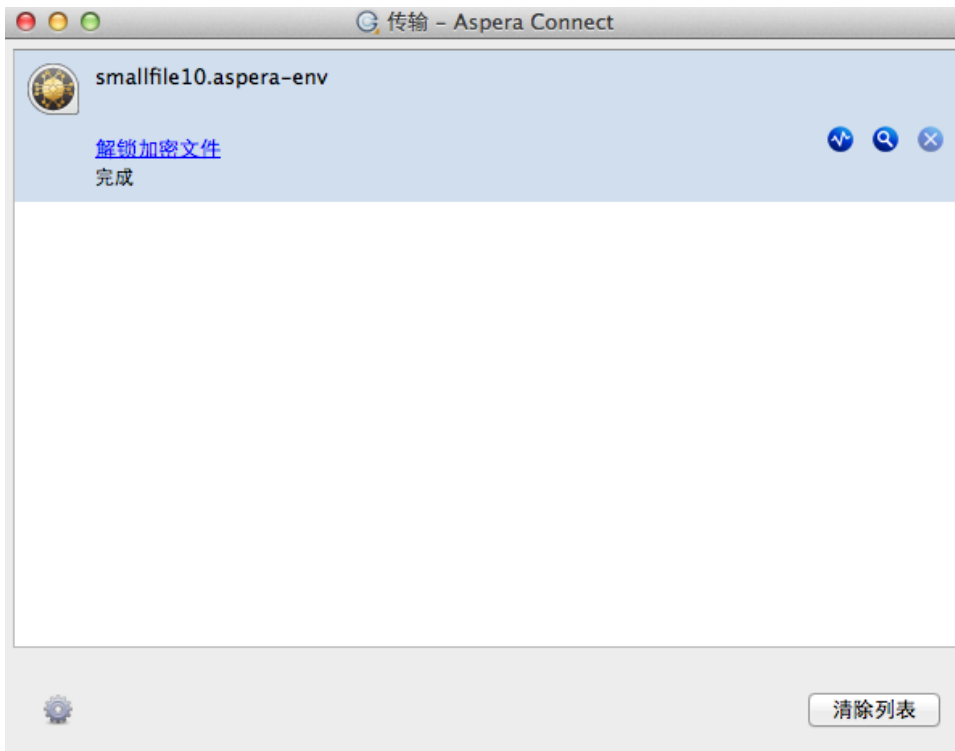 传输 – Aspera Connect
smallfile10.aspera-env
解锁加密文件
完成
清除列表